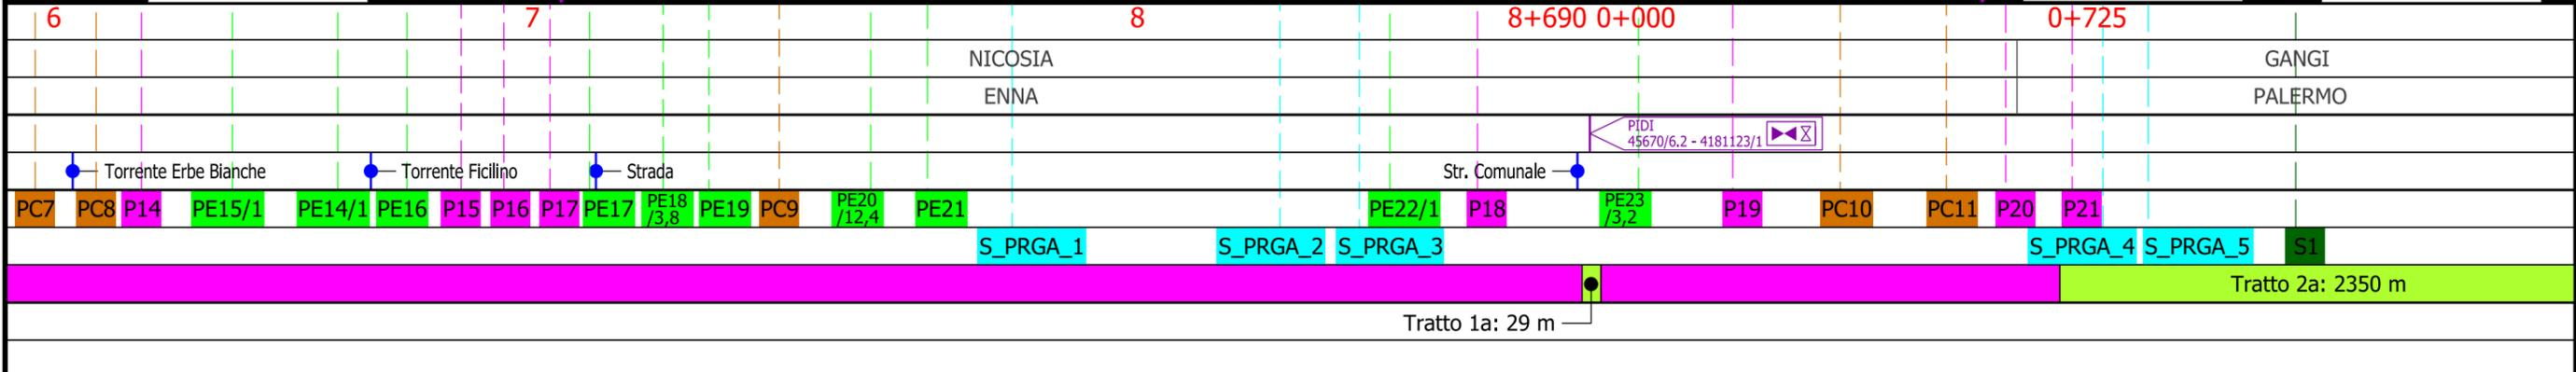 6 7 8 8+690 0+000 0+725
NICOSIA GANGI
ENNA PALERMO
PIDI
45670/6.2 - 4181123/1
Torrente Erbe Bianche Torrente Ficilino Strada Str. Comunale
PC7 PC8 P14 PE15/1 PE14/1 PE16 P15 P16 P17 PE17 PE18/3,8 PE19 PC9 PE20/12,4 PE21 PE22/1 P18 PE23/3,2 P19 PC10 PC11 P20 P21
S_PRGA_1 S_PRGA_2 S_PRGA_3 S_PRGA_4 S_PRGA_5 S1
Tratto 2a: 2350 m
Tratto 1a: 29 m